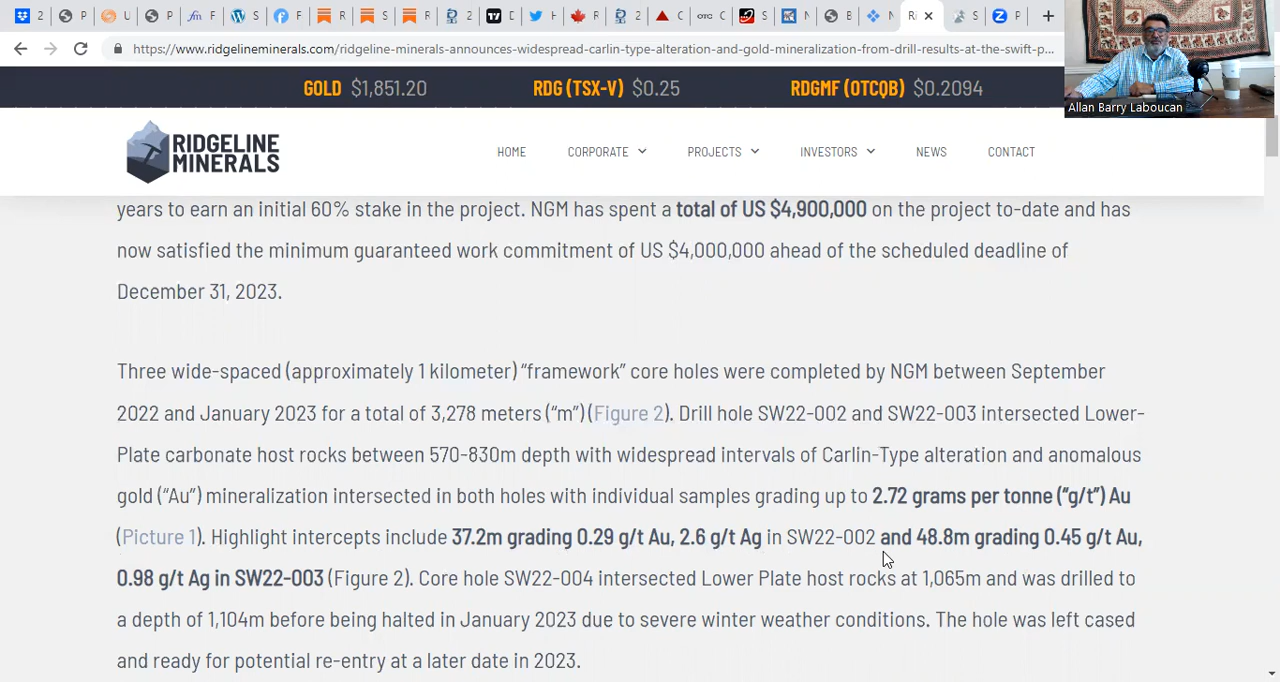 2
P
S
U
P
F
S
F
R
S
R
2
D
H
R
2
C
OTC C
S
N
B
N
Ri
S
P
https://www.ridgelineminerals.com/ridgeline-minerals-announces-widespread-carlin-type-alteration-and-gold-mineralization-from-drill-results-at-the-swift-p...
GOLD $1,851.20 RDG (TSX-V) $0.25 RDGMF (OTCQB) $0.2094
Allan Barry Laboucan
RIDGELINE
MINERALS
HOME CORPORATE PROJECTS INVESTORS NEWS CONTACT
years to earn an initial 60% stake in the project. NGM has spent a total of US $4,900,000 on the project to-date and has
now satisfied the minimum guaranteed work commitment of US $4,000,000 ahead of the scheduled deadline of
December 31, 2023.
Three wide-spaced (approximately 1 kilometer) “framework” core holes were completed by NGM between September
2022 and January 2023 for a total of 3,278 meters (“m”) (Figure 2). Drill hole SW22-002 and SW22-003 intersected Lower-
Plate carbonate host rocks between 570-830m depth with widespread intervals of Carlin-Type alteration and anomalous
gold (“Au”) mineralization intersected in both holes with individual samples grading up to 2.72 grams per tonne (“g/t”) Au
(Picture 1). Highlight intercepts include 37.2m grading 0.29 g/t Au, 2.6 g/t Ag in SW22-002 and 48.8m grading 0.45 g/t Au,
0.98 g/t Ag in SW22-003 (Figure 2). Core hole SW22-004 intersected Lower Plate host rocks at 1,065m and was drilled to
a depth of 1,104m before being halted in January 2023 due to severe winter weather conditions. The hole was left cased
and ready for potential re-entry at a later date in 2023.